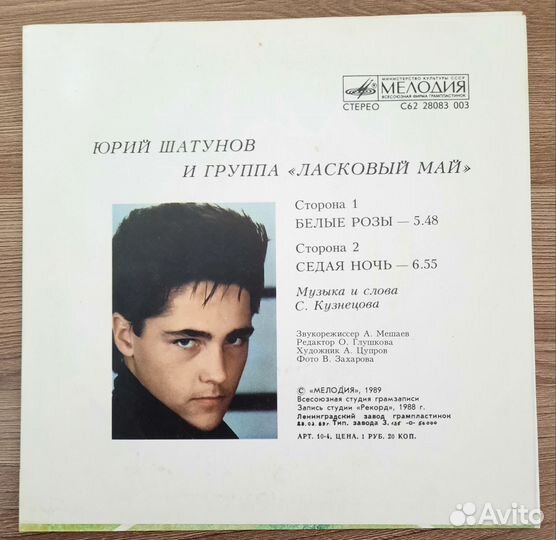 МИНИСТЕРСТВО КУЛЬТУРЫ СССР
МЕЛОДИЯ
ВСЕСОЮЗНАЯ ФИРМА ГРАМПЛАСТИНОК
СТЕРЕО С62 28083 003
ЮРИЙ ШАТУНОВ
И ГРУППА «ЛАСКОВЫЙ МАЙ»
Сторона 1
БЕЛЫЕ РОЗЫ — 5.48
Сторона 2
СЕДАЯ НОЧЬ — 6.55
Музыка и слова
С. Кузнецова
Звукорежиссер А. Мешаев
Редактор О. Глушкова
Художник А. Цупров
Фото В. Захарова
© «МЕЛОДИЯ», 1989
Всесоюзная студия грамзаписи
Запись студии «Рекорд», 1988 г.
Ленинградский завод грампластинок
Тип. завода З.
АРТ. 10-4. ЦЕНА. 1 РУБ. 20 КОП.
Avito